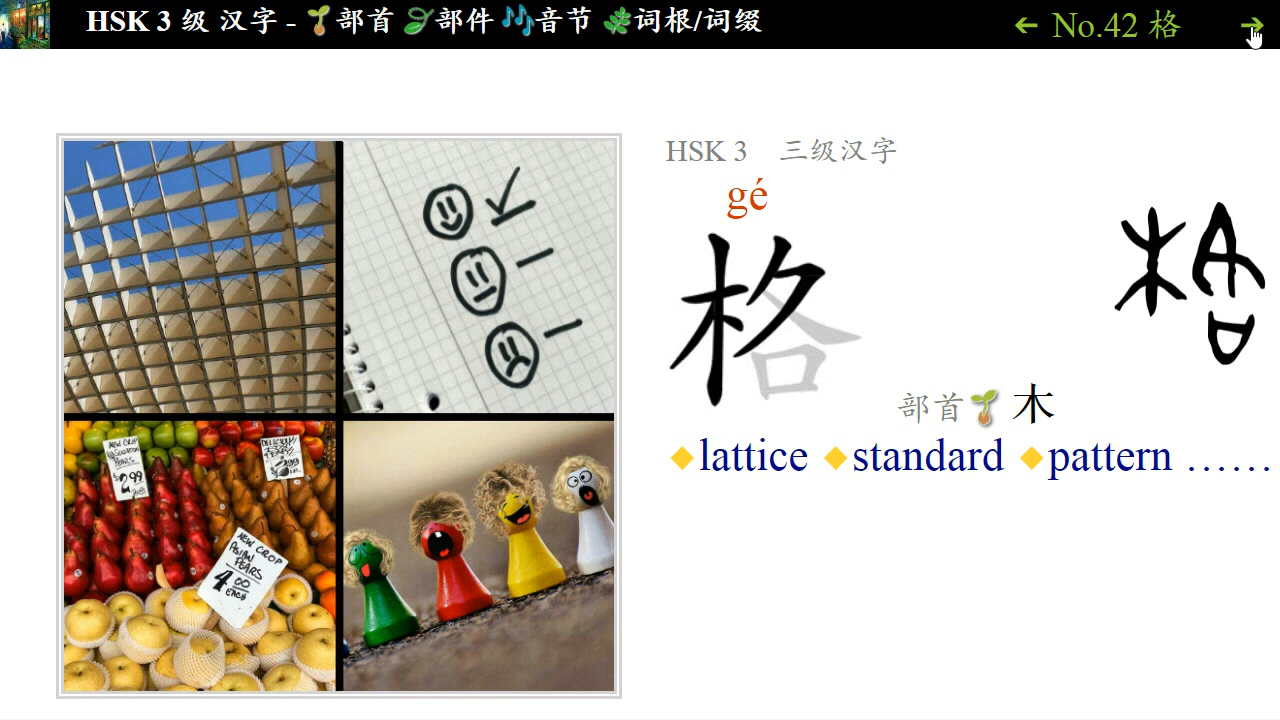 HSK 3 级 汉字 - 部首 部件 音节 词根/词缀
← No.42 格 →
HSK 3 三级汉字
gé
格
部首 木
◆lattice ◆standard ◆pattern ……
NEW CROP
PEARS
2.99
NEW CROP
ASIAN
PEARS
4.00
EACH